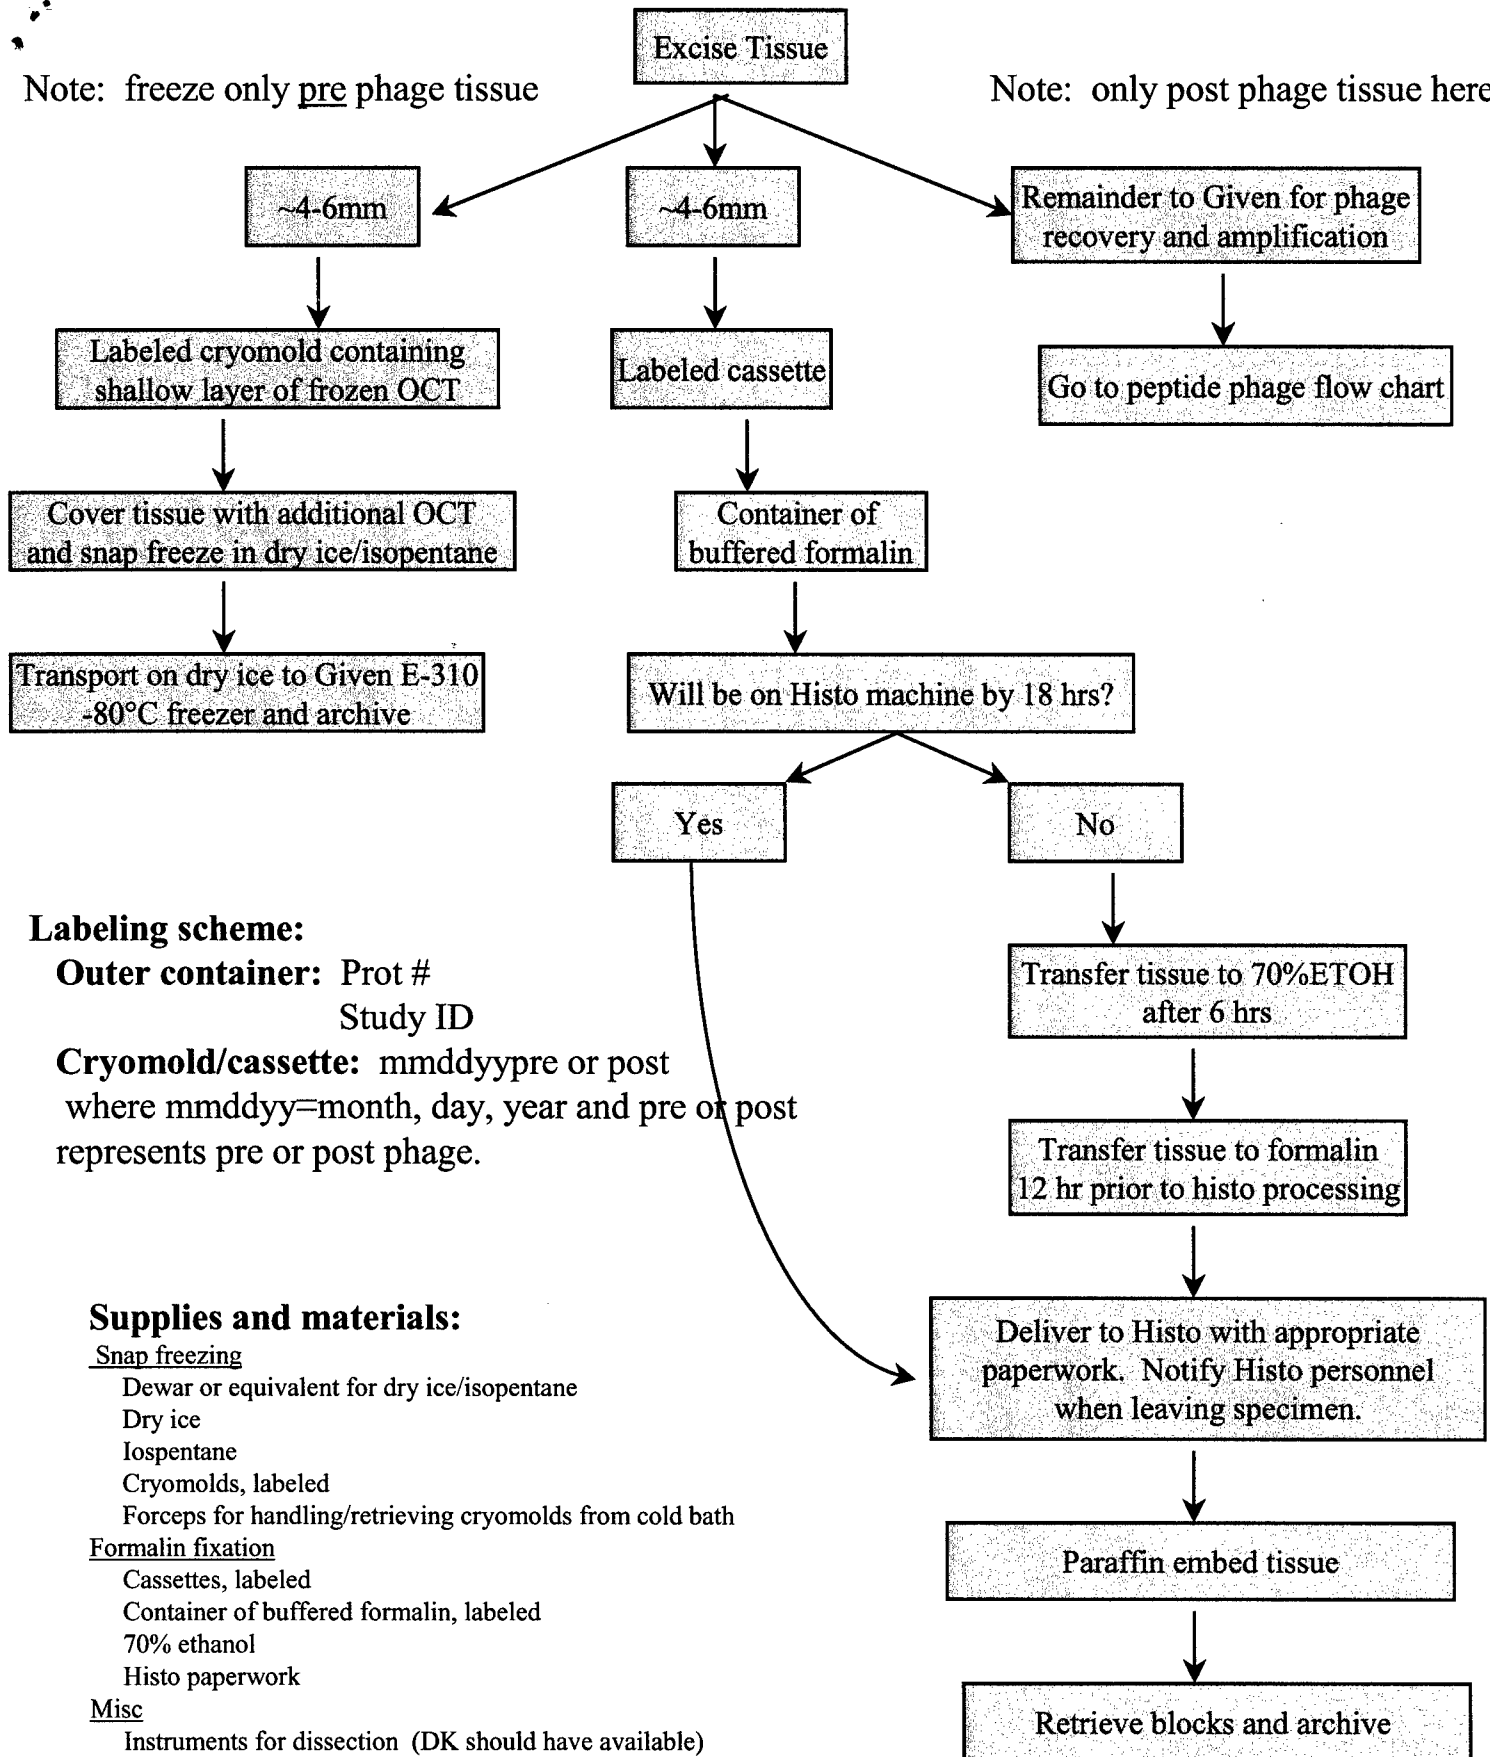 Excise Tissue
Note: freeze only pre phage tissue
Note: only post phage tissue here
~4-6mm
~4-6mm
Remainder to Given for phage
recovery and amplification
Labeled cryomold containing
shallow layer of frozen OCT
Labeled cassette
Go to peptide phage flow chart
Cover tissue with additional OCT
and snap freeze in dry ice/isopentane
Container of
buffered formalin
Transport on dry ice to Given E-310
-80°C freezer and archive
Will be on Histo machine by 18 hrs?
Yes
No
Labeling scheme:
Outer container: Prot #
Study ID
Cryomold/cassette: mmddyypre or post
where mmddyy=month, day, year and pre or post
represents pre or post phage.
Transfer tissue to 70%ETOH
after 6 hrs
Transfer tissue to formalin
12 hr prior to histo processing
Deliver to Histo with appropriate
paperwork. Notify Histo personnel
when leaving specimen.
Paraffin embed tissue
Retrieve blocks and archive
Supplies and materials:
Snap freezing
Dewar or equivalent for dry ice/isopentane
Dry ice
Iospentane
Cryomolds, labeled
Forceps for handling/retrieving cryomolds from cold bath
Formalin fixation
Cassettes, labeled
Container of buffered formalin, labeled
70% ethanol
Histo paperwork
Misc
Instruments for dissection (DK should have available)